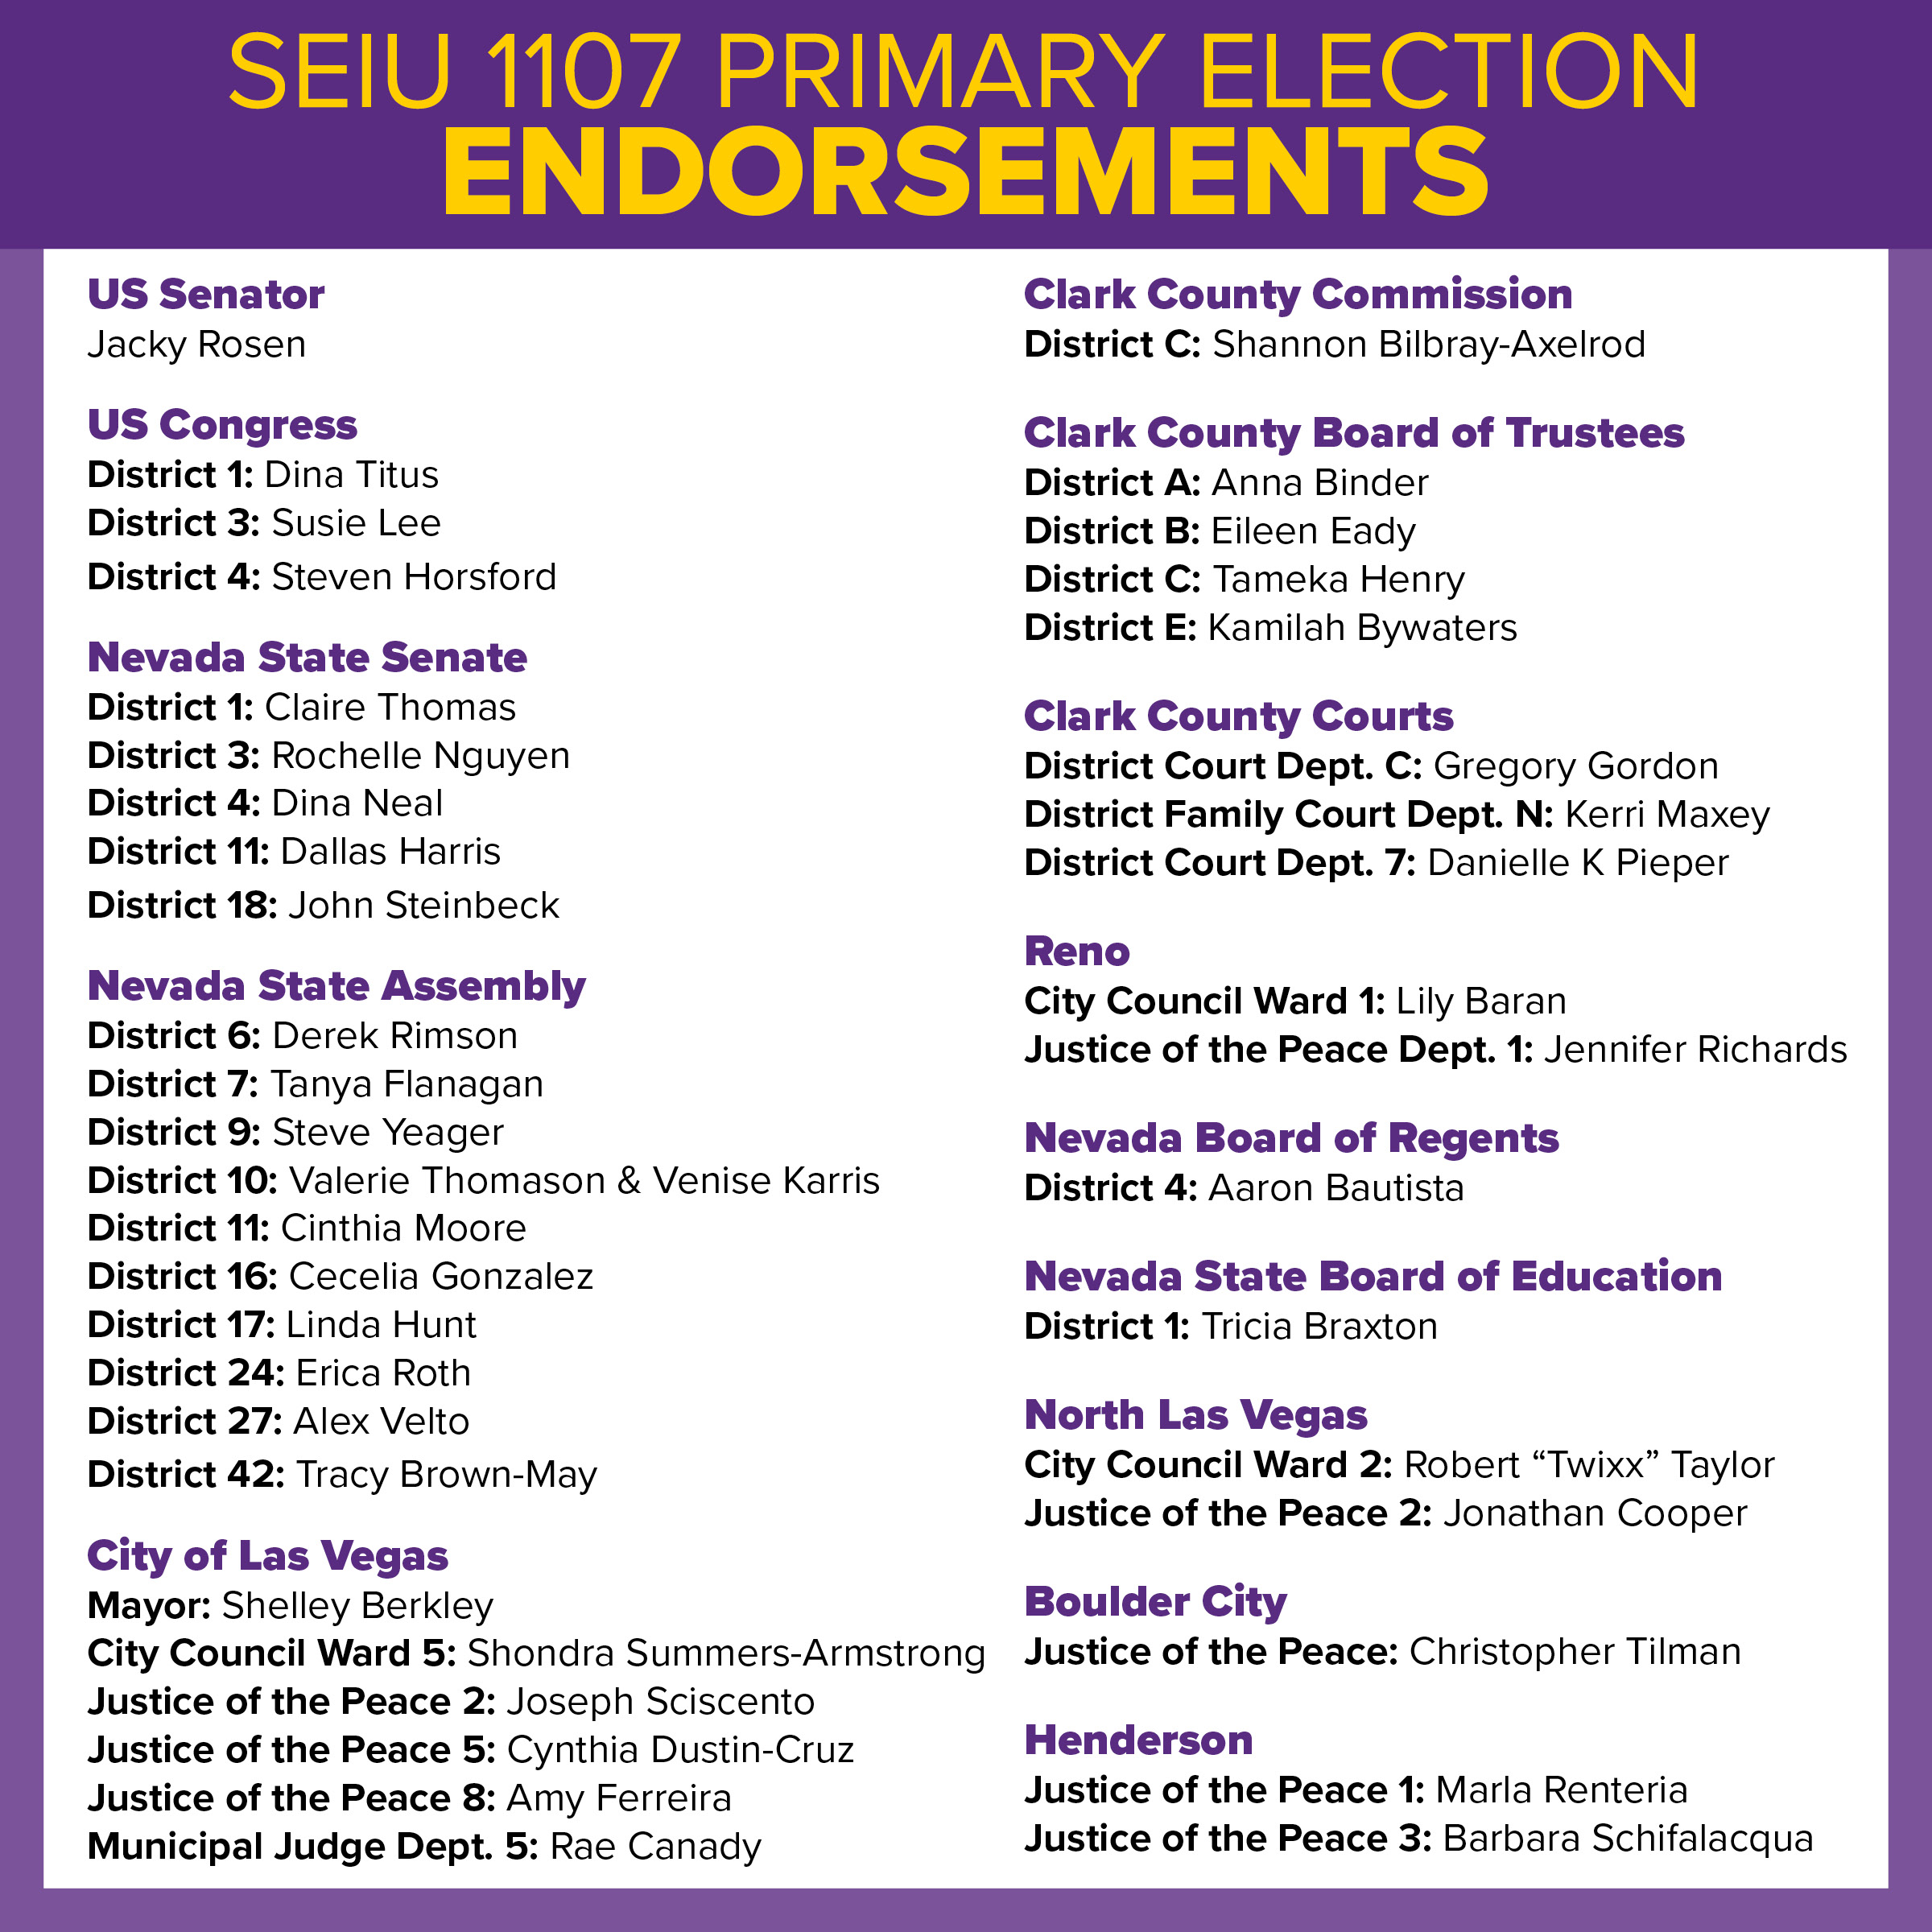 SEIU 1107 PRIMARY ELECTION
ENDORSEMENTS
US Senator
Jacky Rosen
US Congress
District 1: Dina Titus
District 3: Susie Lee
District 4: Steven Horsford
Nevada State Senate
District 1: Claire Thomas
District 3: Rochelle Nguyen
District 4: Dina Neal
District 11: Dallas Harris
District 18: John Steinbeck
Nevada State Assembly
District 6: Derek Rimson
District 7: Tanya Flanagan
District 9: Steve Yeager
District 10: Valerie Thomason & Venise Karris
District 11: Cinthia Moore
District 16: Cecelia Gonzalez
District 17: Linda Hunt
District 24: Erica Roth
District 27: Alex Velto
District 42: Tracy Brown-May
City of Las Vegas
Mayor: Shelley Berkley
City Council Ward 5: Shondra Summers-Armstrong
Justice of the Peace 2: Joseph Sciscento
Justice of the Peace 5: Cynthia Dustin-Cruz
Justice of the Peace 8: Amy Ferreira
Municipal Judge Dept. 5: Rae Canady
Clark County Commission
District C: Shannon Bilbray-Axelrod
Clark County Board of Trustees
District A: Anna Binder
District B: Eileen Eady
District C: Tameka Henry
District E: Kamilah Bywaters
Clark County Courts
District Court Dept. C: Gregory Gordon
District Family Court Dept. N: Kerri Maxey
District Court Dept. 7: Danielle K Pieper
Reno
City Council Ward 1: Lily Baran
Justice of the Peace Dept. 1: Jennifer Richards
Nevada Board of Regents
District 4: Aaron Bautista
Nevada State Board of Education
District 1: Tricia Braxton
North Las Vegas
City Council Ward 2: Robert “Twixx” Taylor
Justice of the Peace 2: Jonathan Cooper
Boulder City
Justice of the Peace: Christopher Tilman
Henderson
Justice of the Peace 1: Marla Renteria
Justice of the Peace 3: Barbara Schifalacqua